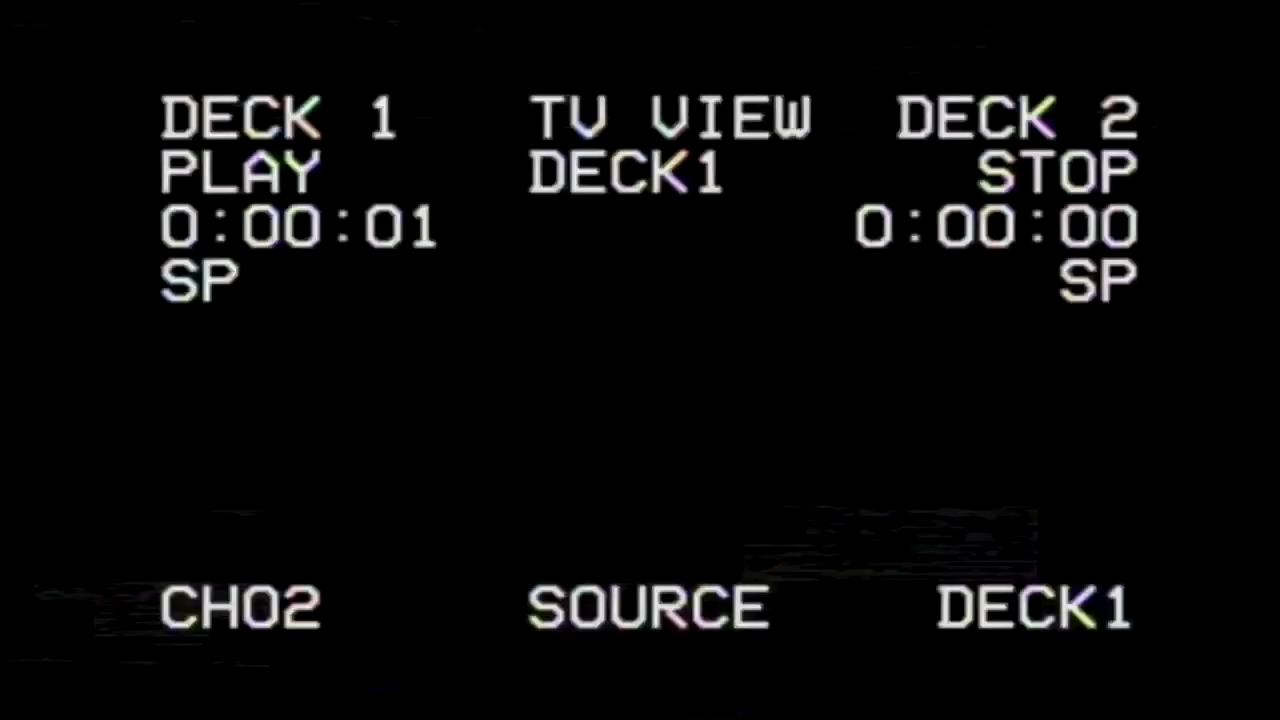 DECK 1 TV VIEW DECK 2
PLAY DECK1 STOP
0:00:01 0:00:00
SP SP
CH02 SOURCE DECK1